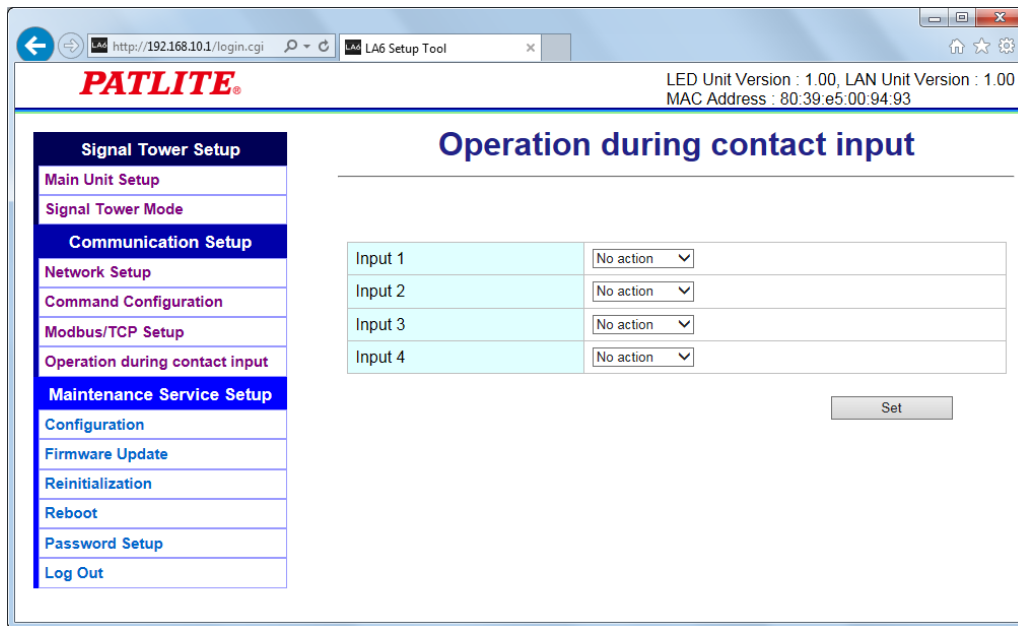 http://192.168.10.1/login.cgi
LA6 LA6 Setup Tool
PATLITE®
LED Unit Version : 1.00, LAN Unit Version : 1.00
MAC Address : 80:39:e5:00:94:93
Signal Tower Setup
Main Unit Setup
Signal Tower Mode
Communication Setup
Network Setup
Command Configuration
Modbus/TCP Setup
Operation during contact input
Maintenance Service Setup
Configuration
Firmware Update
Reinitialization
Reboot
Password Setup
Log Out
Operation during contact input
Input 1 No action
Input 2 No action
Input 3 No action
Input 4 No action
Set